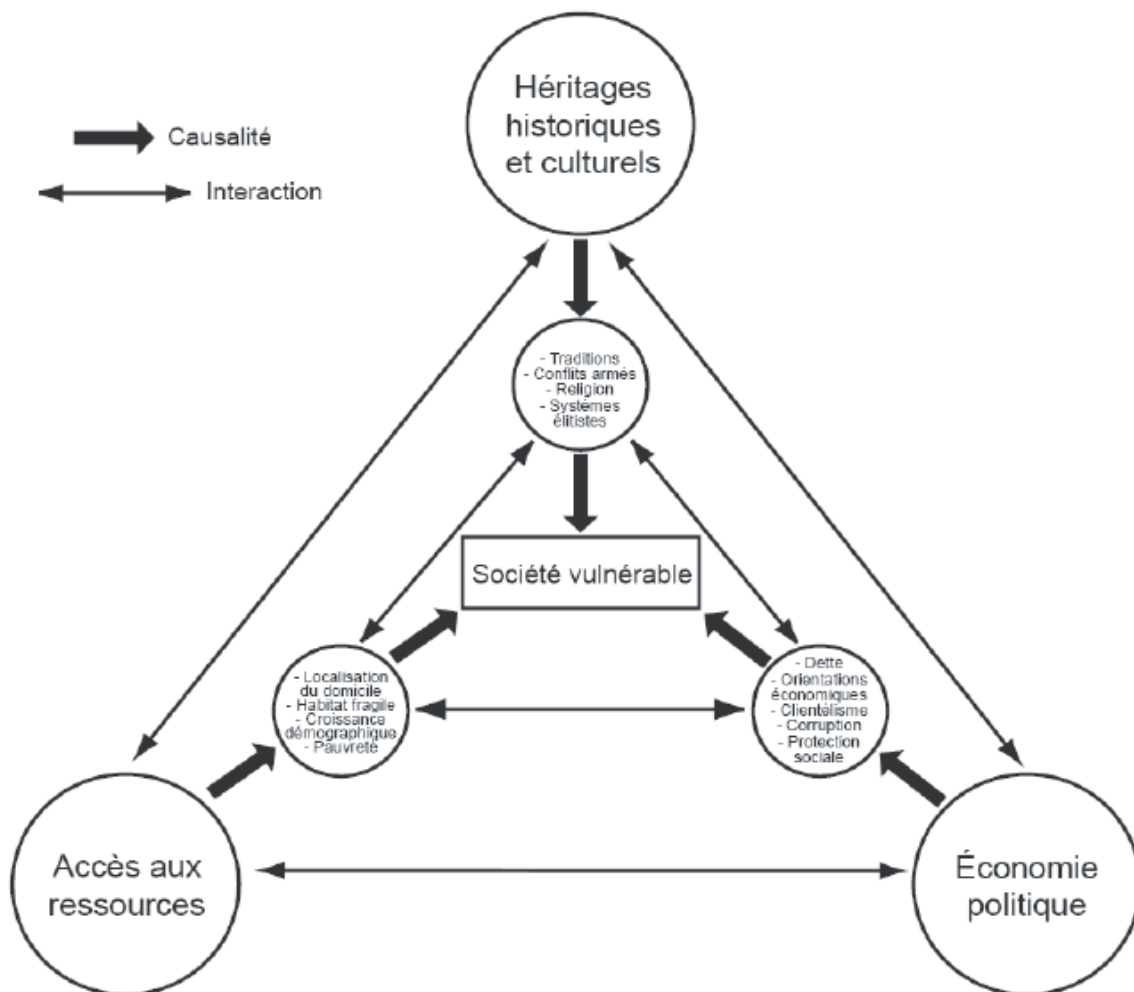 Héritages
historiques
et culturels
Causalité
Interaction
- Traditions
- Conflits armés
- Religion
- Systèmes
élitistes
Société vulnérable
- Localisation
du domicile
- Habitat fragile
- Croissance
démographique
- Pauvreté
- Dette
- Orientations
économiques
- Clientélisme
- Corruption
- Protection
sociale
Accès aux
ressources
Économie
politique